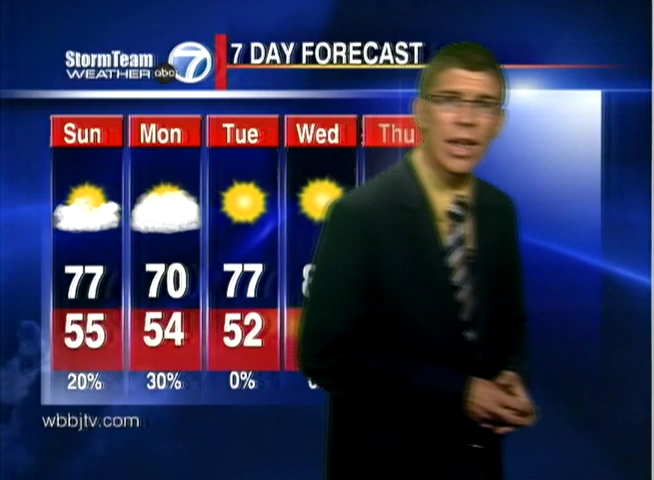 StormTeam
WEATHER abc 7
7 DAY FORECAST
Sun Mon Tue Wed Thu
77 70 77
55 54 52
20% 30% 0%
wbbjtv.com